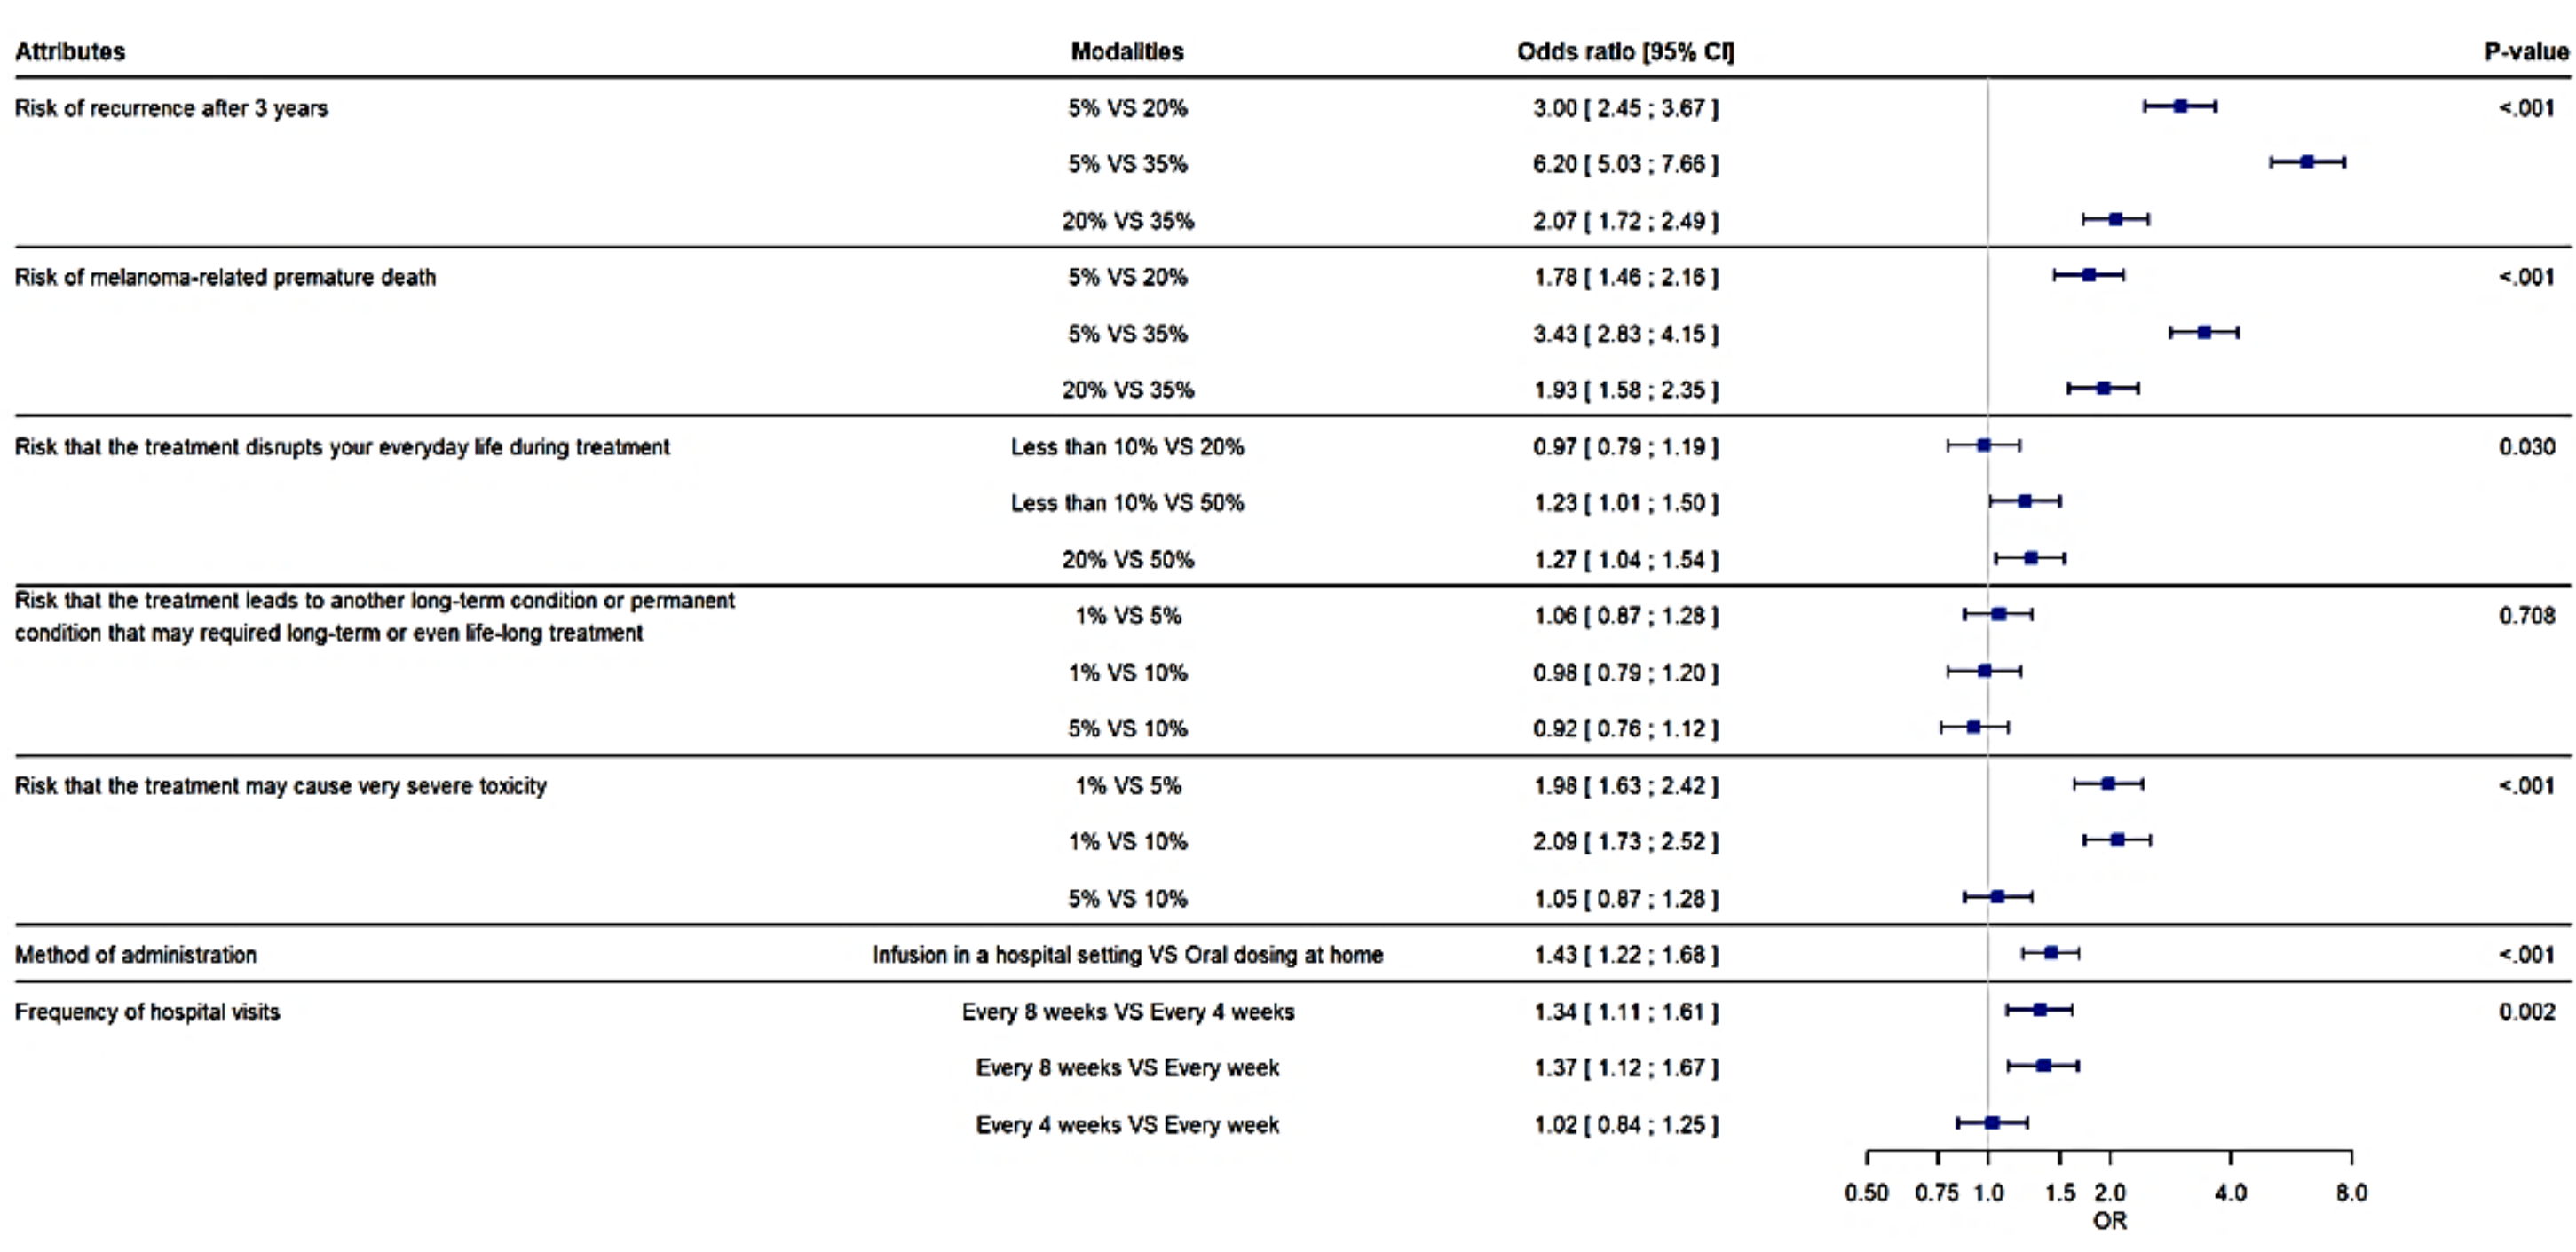 Attributes Modalities Odds ratio [95% CI] P-value
Risk of recurrence after 3 years 5% VS 20% 3.00 [ 2.45 ; 3.67 ] <.001
5% VS 35% 6.20 [ 5.03 ; 7.66 ]
20% VS 35% 2.07 [ 1.72 ; 2.49 ]
Risk of melanoma-related premature death 5% VS 20% 1.78 [ 1.46 ; 2.16 ] <.001
5% VS 35% 3.43 [ 2.83 ; 4.15 ]
20% VS 35% 1.93 [ 1.58 ; 2.35 ]
Risk that the treatment disrupts your everyday life during treatment Less than 10% VS 20% 0.97 [ 0.79 ; 1.19 ] 0.030
Less than 10% VS 50% 1.23 [ 1.01 ; 1.50 ]
20% VS 50% 1.27 [ 1.04 ; 1.54 ]
Risk that the treatment leads to another long-term condition or permanent
condition that may required long-term or even life-long treatment 1% VS 5% 1.06 [ 0.87 ; 1.28 ] 0.708
1% VS 10% 0.98 [ 0.79 ; 1.20 ]
5% VS 10% 0.92 [ 0.76 ; 1.12 ]
Risk that the treatment may cause very severe toxicity 1% VS 5% 1.98 [ 1.63 ; 2.42 ] <.001
1% VS 10% 2.09 [ 1.73 ; 2.52 ]
5% VS 10% 1.05 [ 0.87 ; 1.28 ]
Method of administration Infusion in a hospital setting VS Oral dosing at home 1.43 [ 1.22 ; 1.68 ] <.001
Frequency of hospital visits Every 8 weeks VS Every 4 weeks 1.34 [ 1.11 ; 1.61 ] 0.002
Every 8 weeks VS Every week 1.37 [ 1.12 ; 1.67 ]
Every 4 weeks VS Every week 1.02 [ 0.84 ; 1.25 ]
0.50 0.75 1.0 1.5 2.0 4.0 8.0
OR